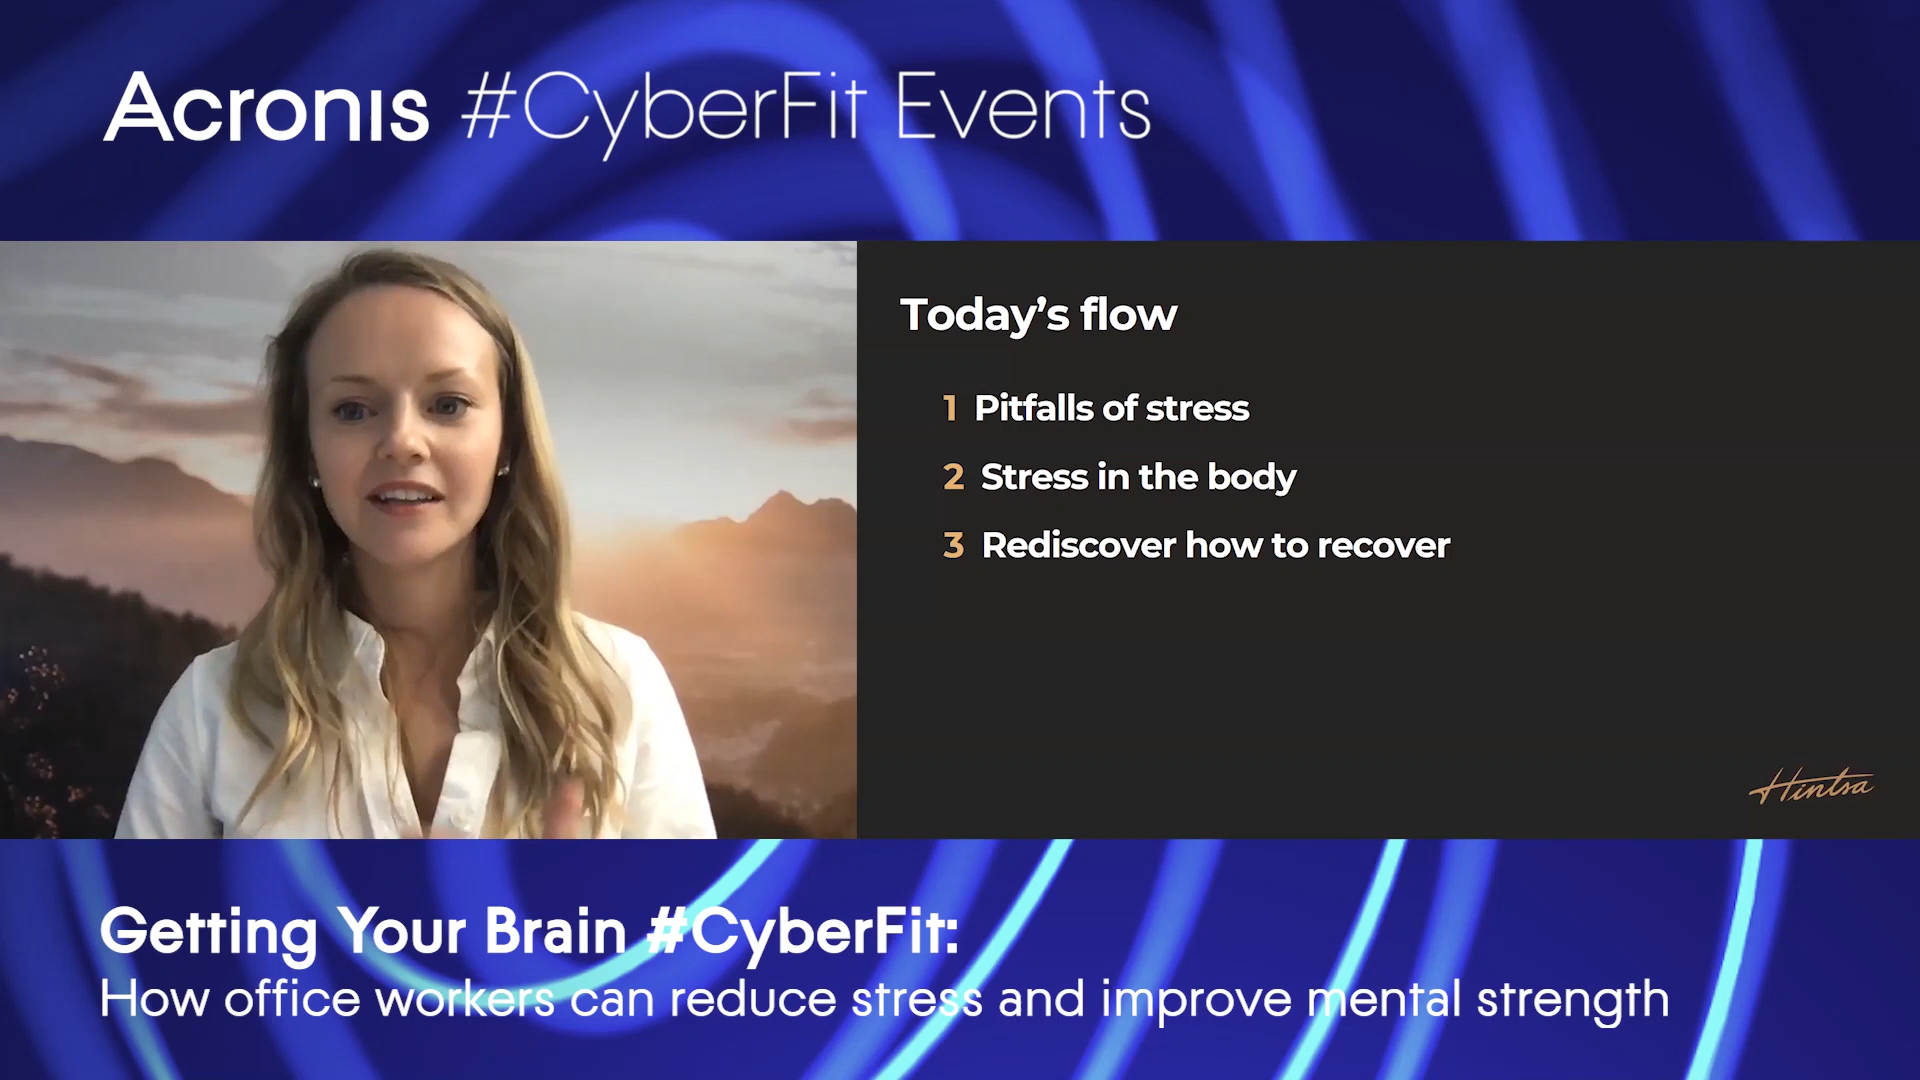 Acronis #CyberFit Events
Today’s flow
1 Pitfalls of stress
2 Stress in the body
3 Rediscover how to recover
Hintsa
Getting Your Brain #CyberFit:
How office workers can reduce stress and improve mental strength